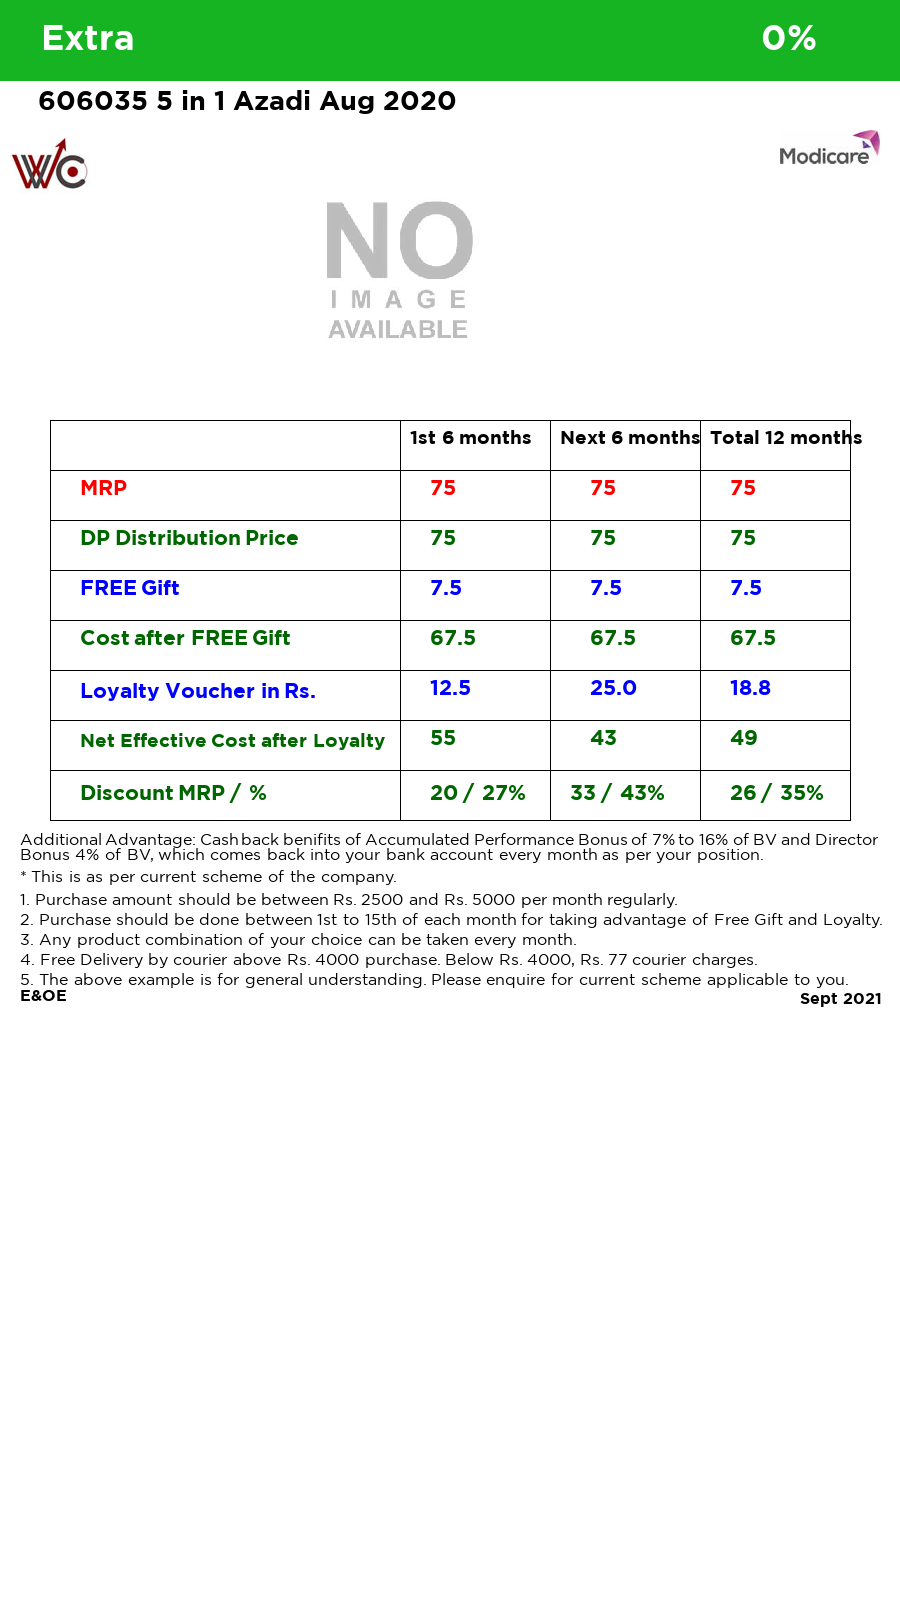 Extra 0%
606035 5 in 1 Azadi Aug 2020
WC
Modicare
NO
IMAGE
AVAILABLE
1st 6 months Next 6 months Total 12 months
MRP 75 75 75
DP Distribution Price 75 75 75
FREE Gift 7.5 7.5 7.5
Cost after FREE Gift 67.5 67.5 67.5
Loyalty Voucher in Rs. 12.5 25.0 18.8
Net Effective Cost after Loyalty 55 43 49
Discount MRP / % 20 / 27% 33 / 43% 26 / 35%
Additional Advantage: Cashback benifits of Accumulated Performance Bonus of 7% to 16% of BV and Director
Bonus 4% of BV, which comes back into your bank account every month as per your position.
* This is as per current scheme of the company.
1. Purchase amount should be between Rs. 2500 and Rs. 5000 per month regularly.
2. Purchase should be done between 1st to 15th of each month for taking advantage of Free Gift and Loyalty.
3. Any product combination of your choice can be taken every month.
4. Free Delivery by courier above Rs. 4000 purchase. Below Rs. 4000, Rs. 77 courier charges.
5. The above example is for general understanding. Please enquire for current scheme applicable to you.
E&OE
Sept 2021